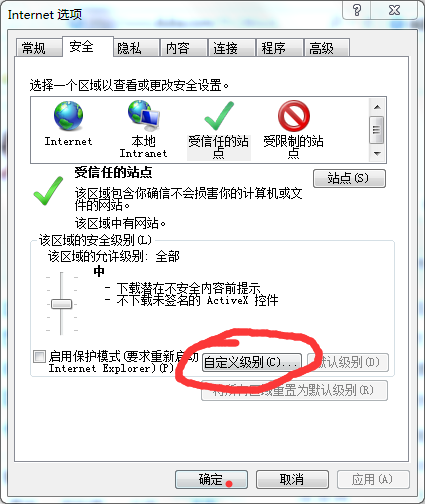 Internet 选项
常规 安全 隐私 内容 连接 程序 高级
选择一个区域以查看或更改安全设置。
Internet
本地
Intranet
受信任的站
点
受限制的站
点
受信任的站点
站点(S)
该区域包含你确信不会损害你的计算机或文
件的网站。
该区域中有网站。
该区域的安全级别(L)
该区域的允许级别: 全部
中
- 下载潜在不安全内容前提示
- 不下载未签名的 ActiveX 控件
启用保护模式(要求重新启动
Internet Explorer)(P)
自定义级别(C)...
默认级别(D)
将所有区域重置为默认级别(R)
确定 取消 应用(A)